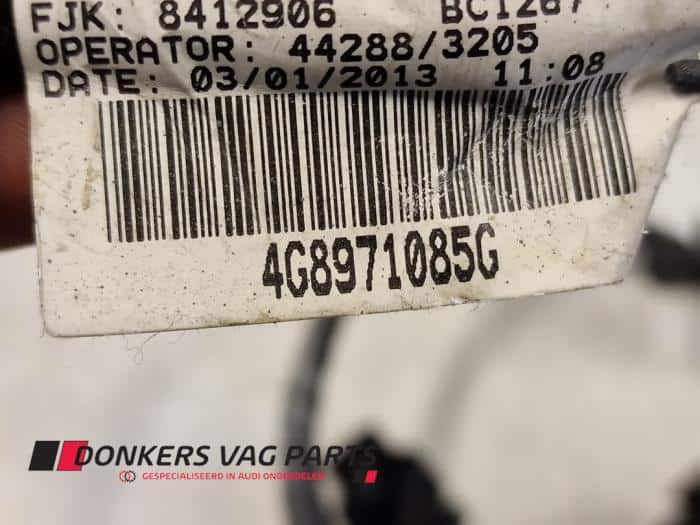 FJK: 8412906 BC1267
OPERATOR: 44288/3205
DATE: 03/01/2013 11:08
4G8971085G
DONKERS VAG PARTS
GESPECIALISEERD IN AUDI ONDERDELEN